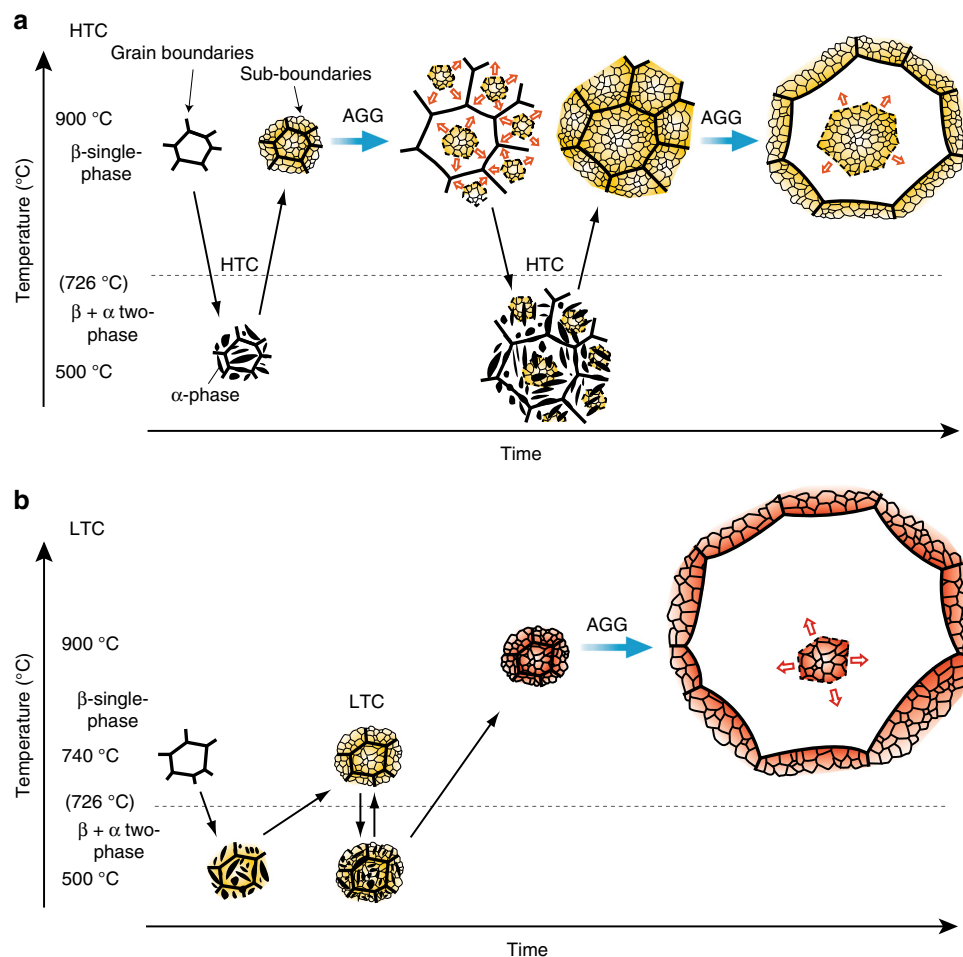 a
HTC
Grain boundaries
Sub-boundaries
AGG
AGG
900 °C
β-single-
phase
Temperature (°C)
HTC
HTC
(726 °C)
β + α two-
phase
500 °C
α-phase
Time
b
LTC
900 °C
AGG
β-single-
phase
LTC
740 °C
Temperature (°C)
(726 °C)
β + α two-
phase
500 °C
Time